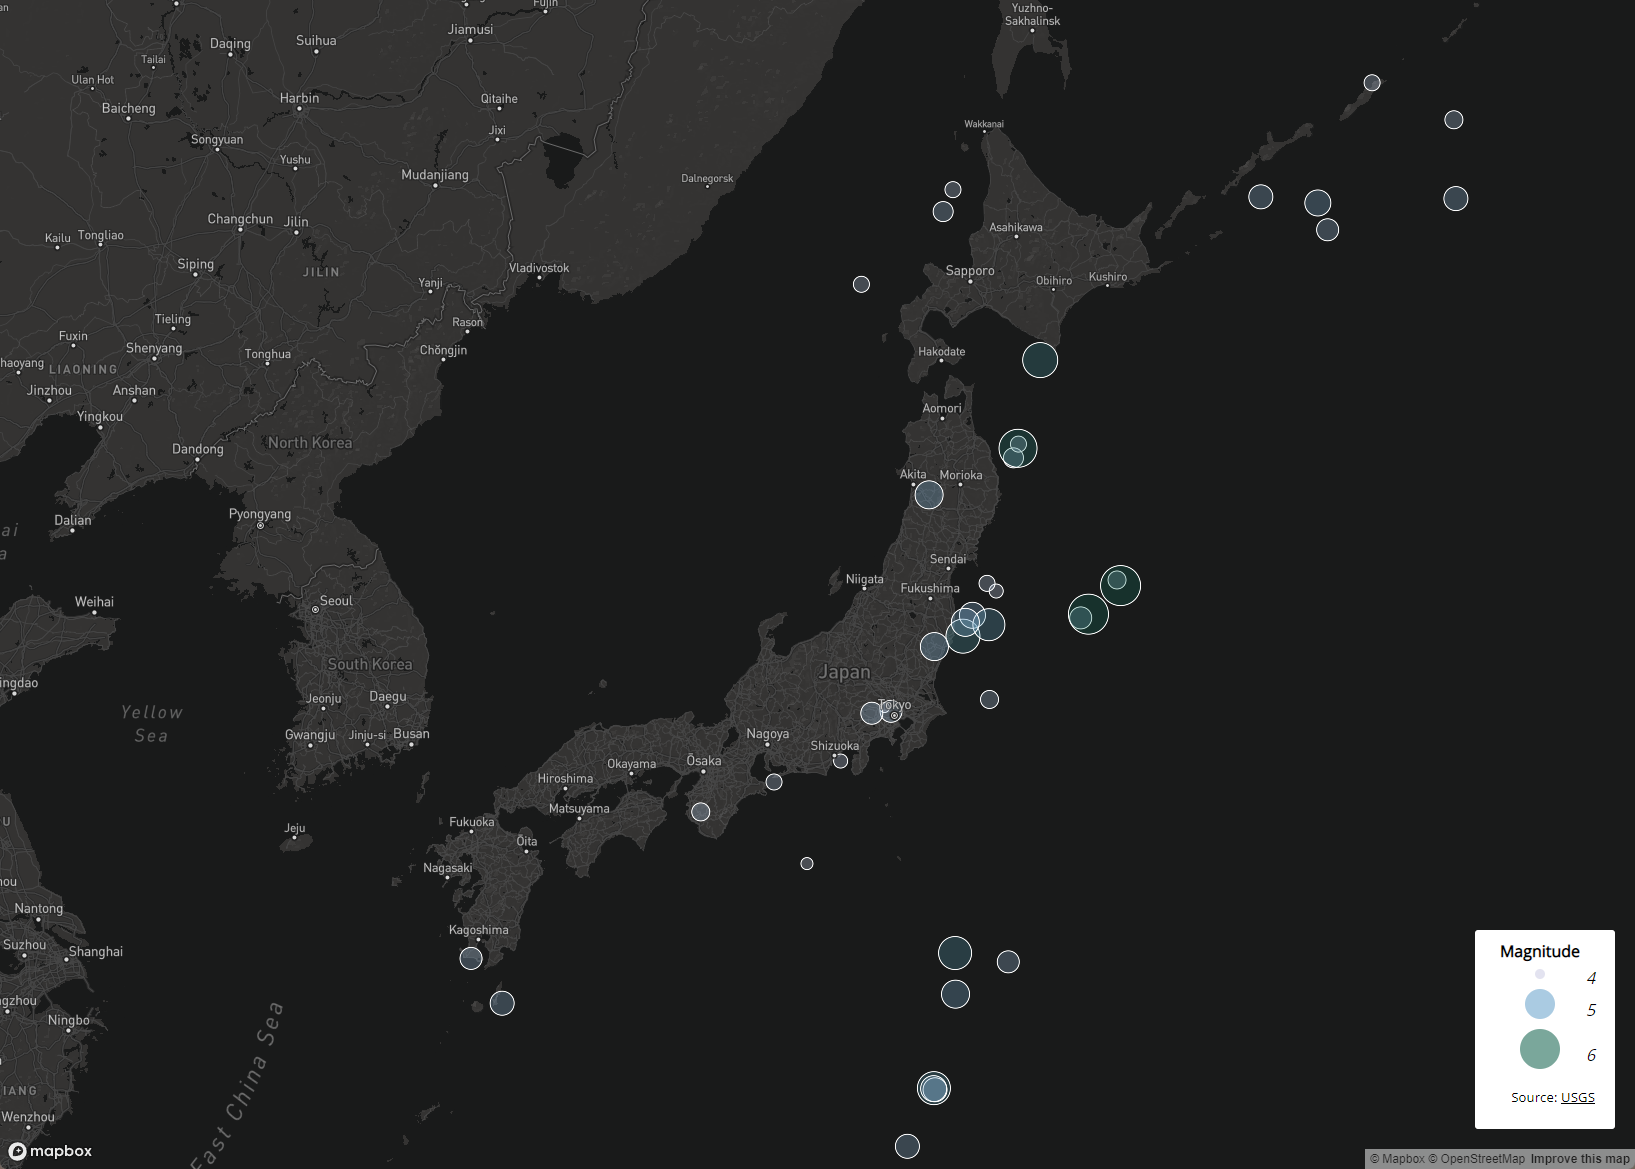 Yuzhno-
Sakhalinsk
Fujin
Jiamusi
Suihua
Daqing
Tailai
Ulan Hot
Harbin
Qitaihe
Baicheng
Wakkanai
Jixi
Songyuan
Yushu
Mudanjiang
Dalnegorsk
Changchun
Jilin
Asahikawa
Kailu
Tongliao
Siping
JILIN
Vladivostok
Sapporo
Obihiro
Kushiro
Yanji
Tieling
Rason
Fuxin
Shenyang
Tonghua
Chŏngjin
Hakodate
haoyang
LIAONING
Jinzhou
Anshan
Yingkou
Aomori
North Korea
Dandong
Akita
Morioka
Pyongyang
Dalian
ai
a
Sendai
Niigata
Fukushima
Weihai
Seoul
South Korea
Japan
ingdao
Jeonju
Daegu
Tokyo
Yellow
Sea
Gwangju
Jinju-si
Busan
Nagoya
Shizuoka
Okayama
Ōsaka
Hiroshima
Matsuyama
Jeju
Fukuoka
Ōita
U
Nagasaki
hou
Nantong
Kagoshima
Suzhou
Shanghai
gzhou
Ningbo
East China Sea
IANG
Wenzhou
Magnitude
4
5
6
Source: USGS
mapbox
© Mapbox © OpenStreetMap Improve this map